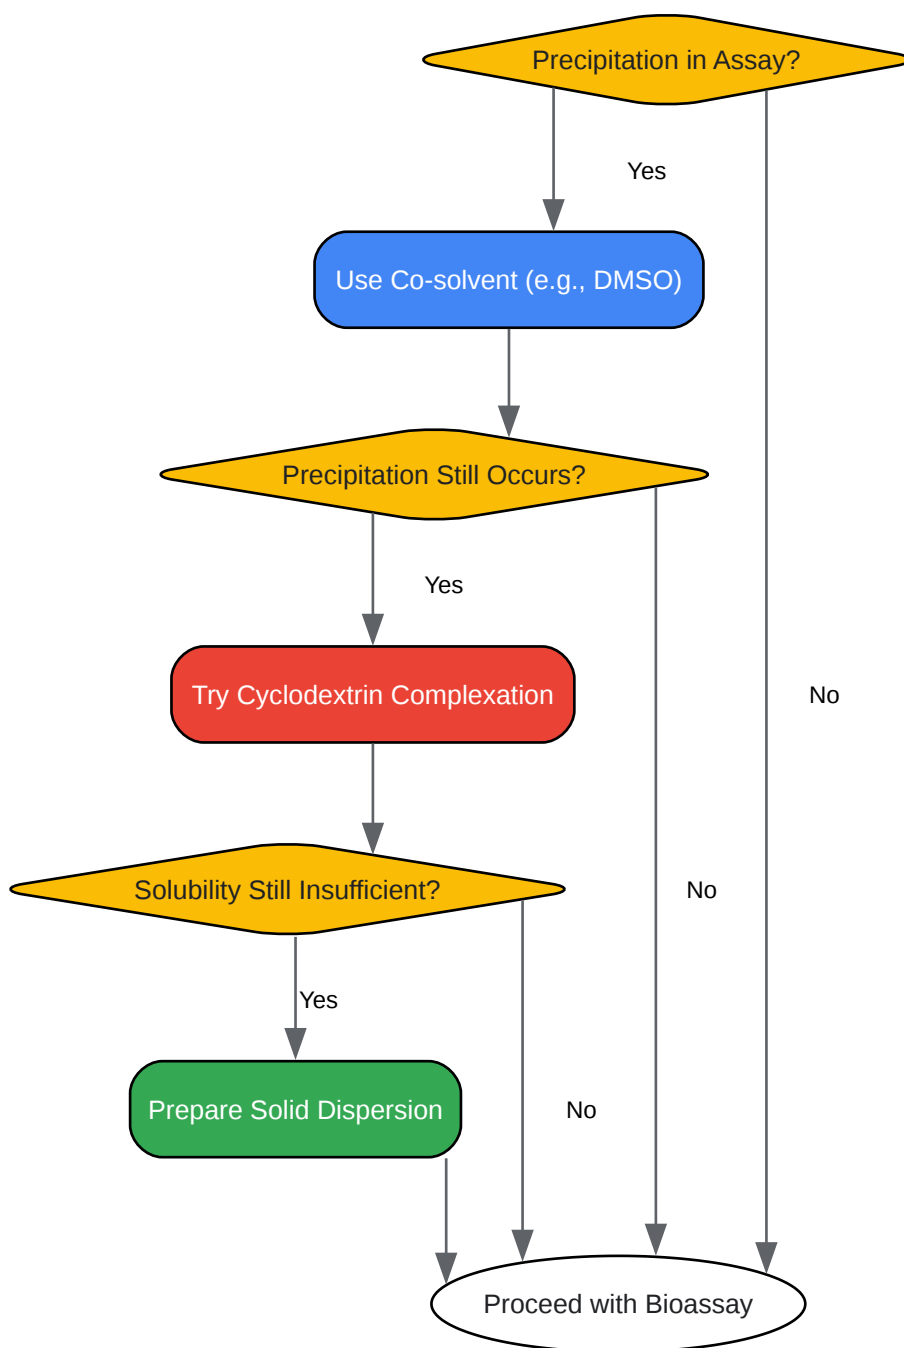 Precipitation in Assay?
Yes
Use Co-solvent (e.g., DMSO)
Precipitation Still Occurs?
Yes
Try Cyclodextrin Complexation
No
Solubility Still Insufficient?
No
Yes
Prepare Solid Dispersion
No
Proceed with Bioassay